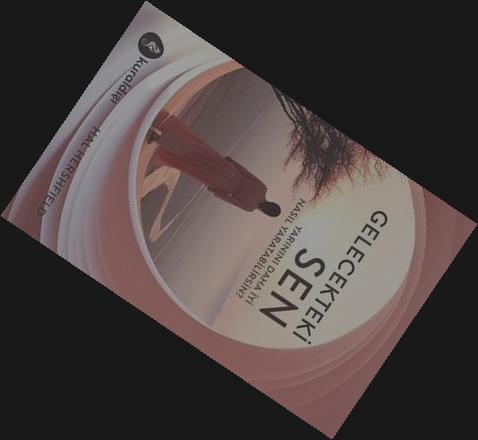 GELECEKTEKİ
SEN
YARININI DAHA İYİ
NASIL YARATABİLİRSİN?
HAL HERSHFIELD
kuraldışı